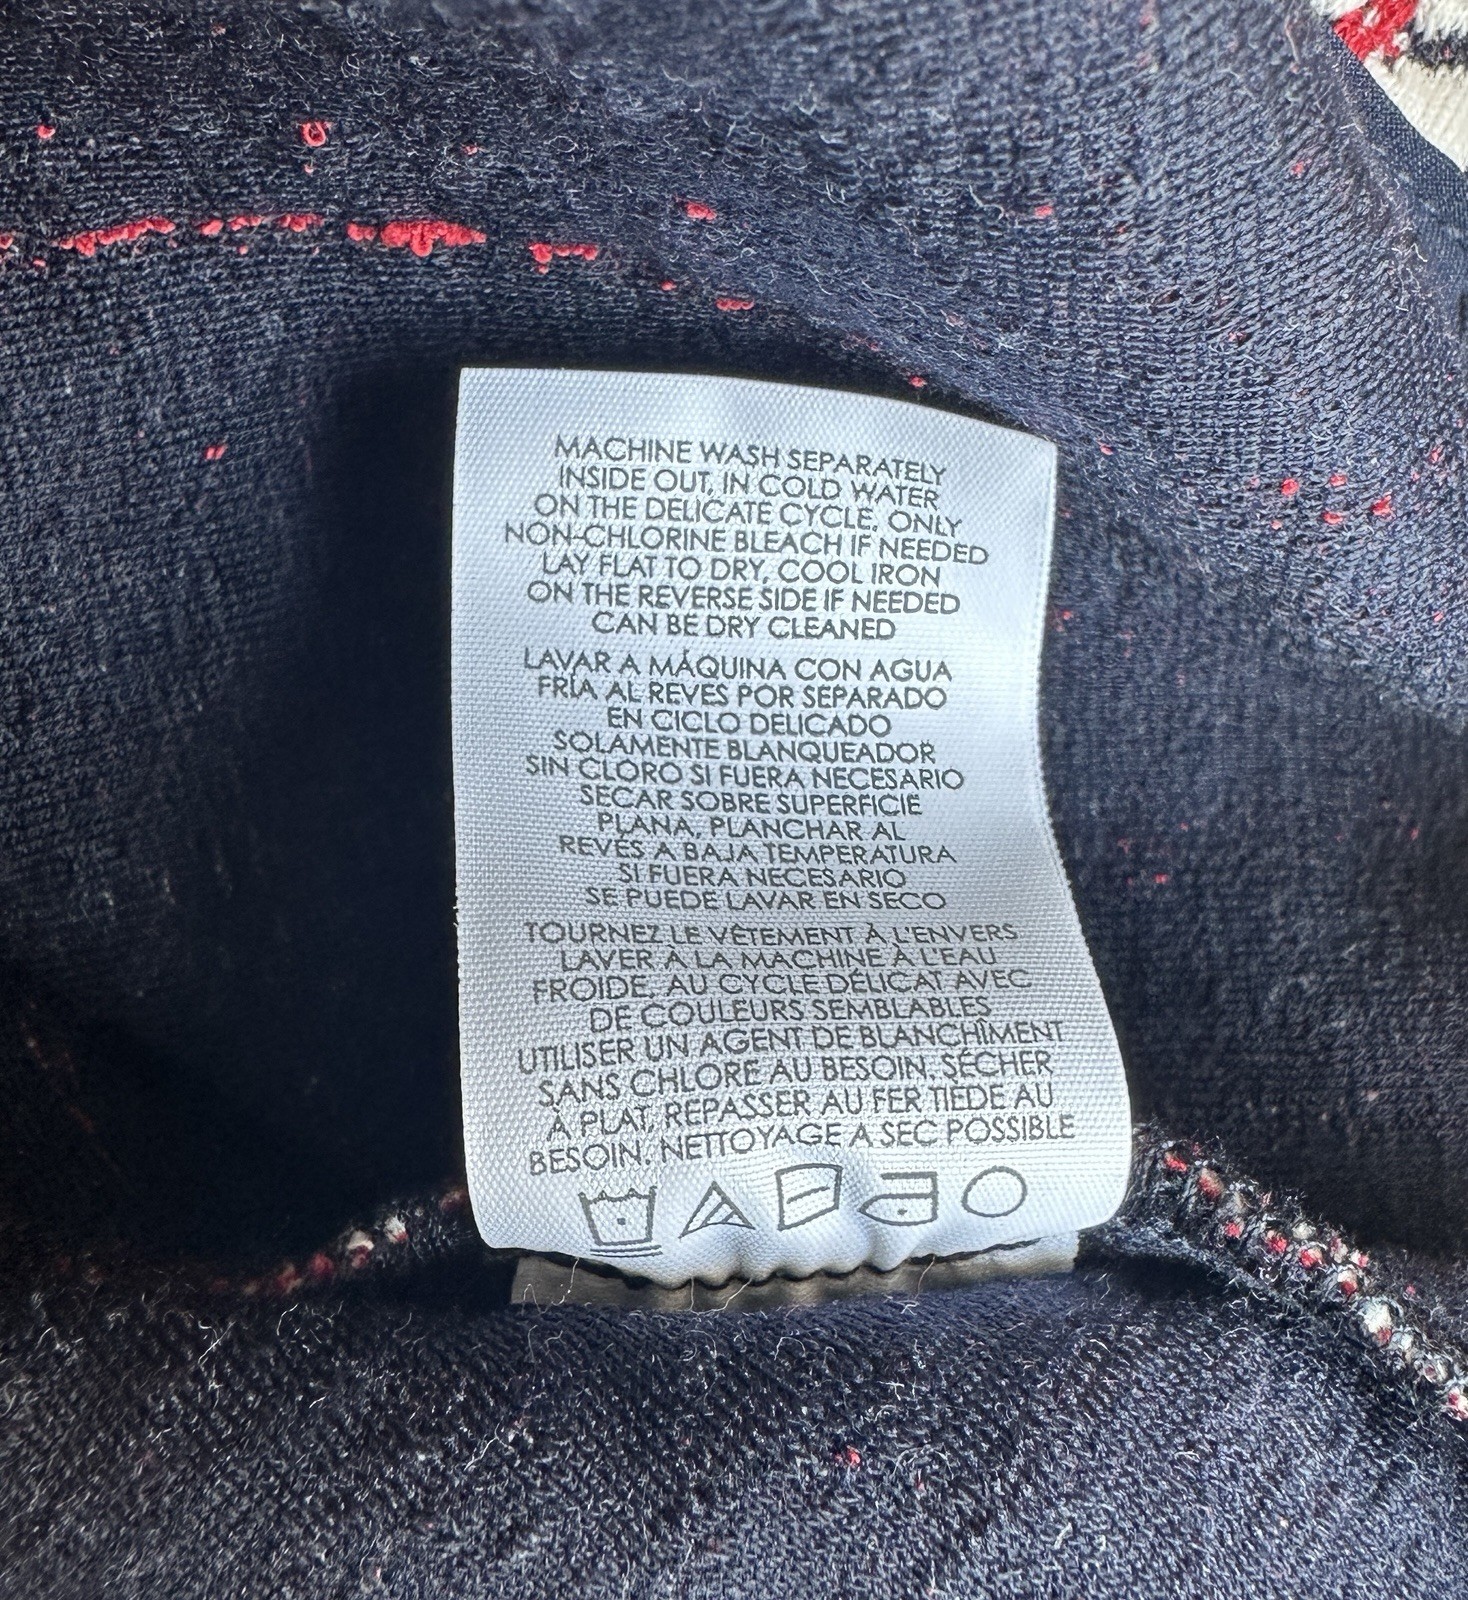 MACHINE WASH SEPARATELY
INSIDE OUT, IN COLD WATER
ON THE DELICATE CYCLE, ONLY
NON-CHLORINE BLEACH IF NEEDED
LAY FLAT TO DRY, COOL IRON
ON THE REVERSE SIDE IF NEEDED
CAN BE DRY CLEANED
LAVAR A MÁQUINA CON AGUA
FRÍA AL REVÉS POR SEPARADO
EN CICLO DELICADO
SOLAMENTE BLANQUEADOR
SIN CLORO SI FUERA NECESARIO
SECAR SOBRE SUPERFICIE
PLANA, PLANCHAR AL
REVÉS A BAJA TEMPERATURA
SI FUERA NECESARIO
SE PUEDE LAVAR EN SECO
TOURNEZ LE VÊTEMENT À L'ENVERS
LAVER À LA MACHINE À L'EAU
FROIDE, AU CYCLE DÉLICAT AVEC
DE COULEURS SEMBLABLES
UTILISER UN AGENT DE BLANCHIMENT
SANS CHLORE AU BESOIN, SÉCHER
À PLAT, REPASSER AU FER TIÈDE AU
BESOIN. NETTOYAGE A SEC POSSIBLE